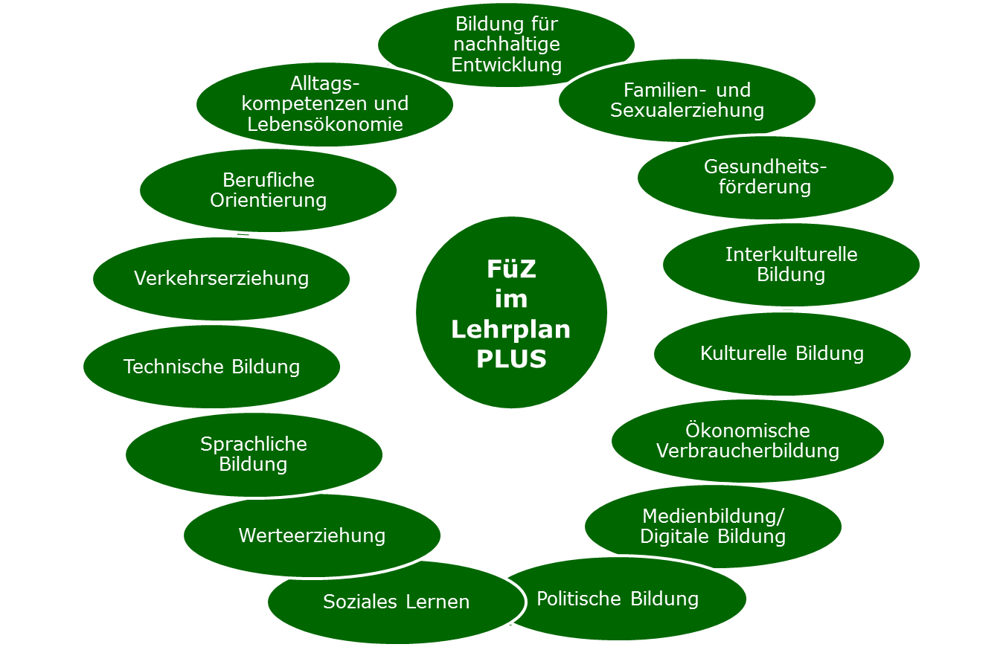 Bildung für
nachhaltige
Entwicklung
Familien- und
Sexualerziehung
Gesundheits-
förderung
Interkulturelle
Bildung
Kulturelle Bildung
Ökonomische
Verbraucherbildung
Medienbildung/
Digitale Bildung
Politische Bildung
Soziales Lernen
Werteerziehung
Sprachliche
Bildung
Technische Bildung
Verkehrserziehung
Berufliche
Orientierung
Alltags-
kompetenzen und
Lebensökonomie
FüZ
im
Lehrplan
PLUS